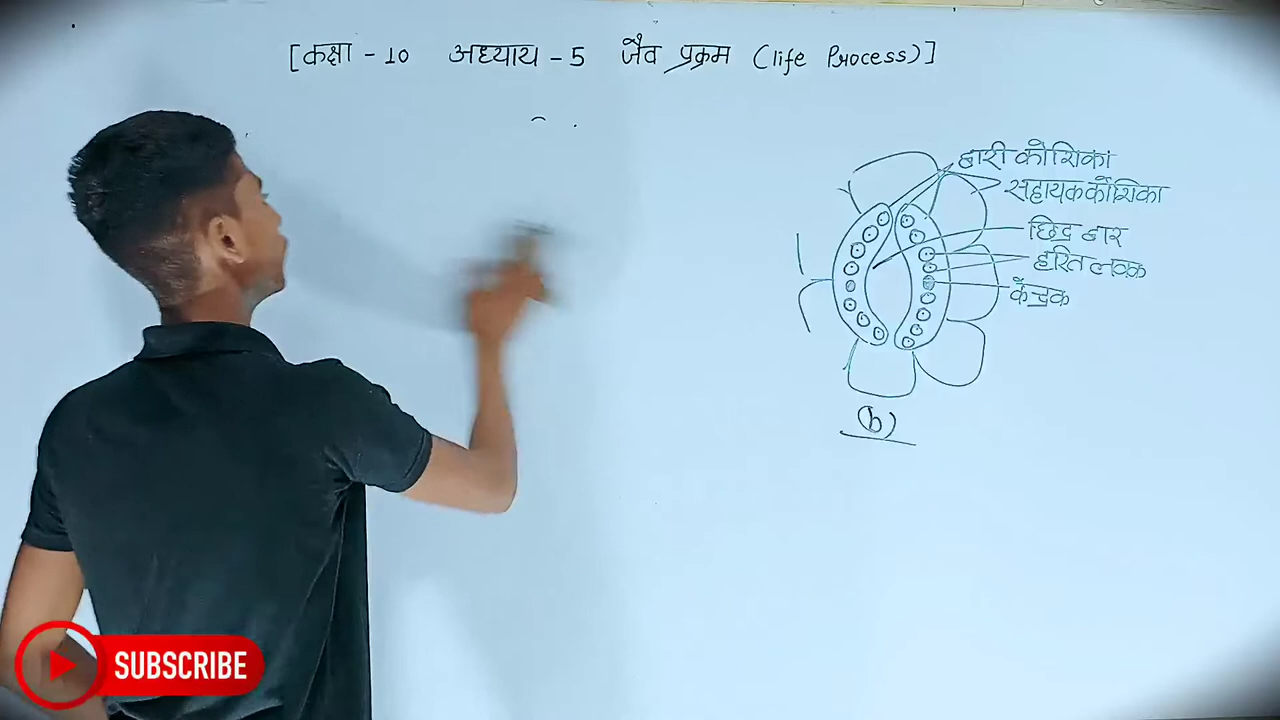 [कक्षा - 10 अध्याय - 5 जैव प्रक्रम (life Process)]
द्वारी कोशिका
सहायक कोशिका
छिद्र द्वार
हरित लवक
केंद्रक
(b)
SUBSCRIBE